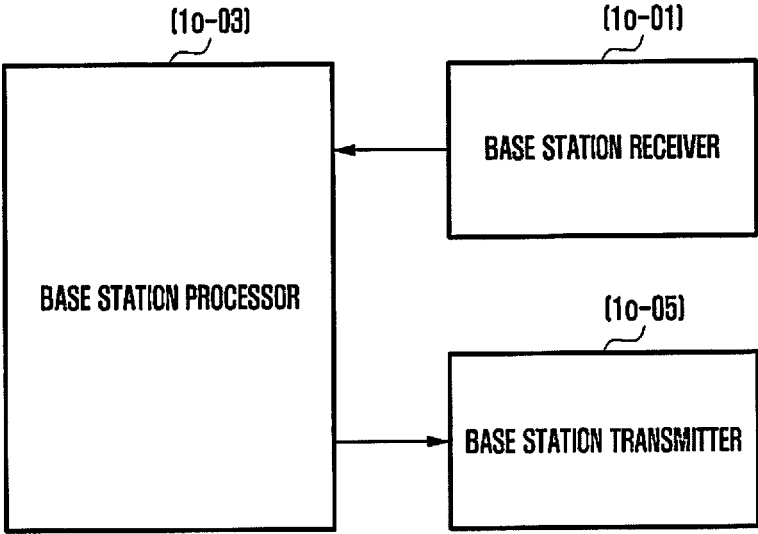 (1o-03)
(1o-01)
BASE STATION RECEIVER
BASE STATION PROCESSOR
(1o-05)
BASE STATION TRANSMITTER